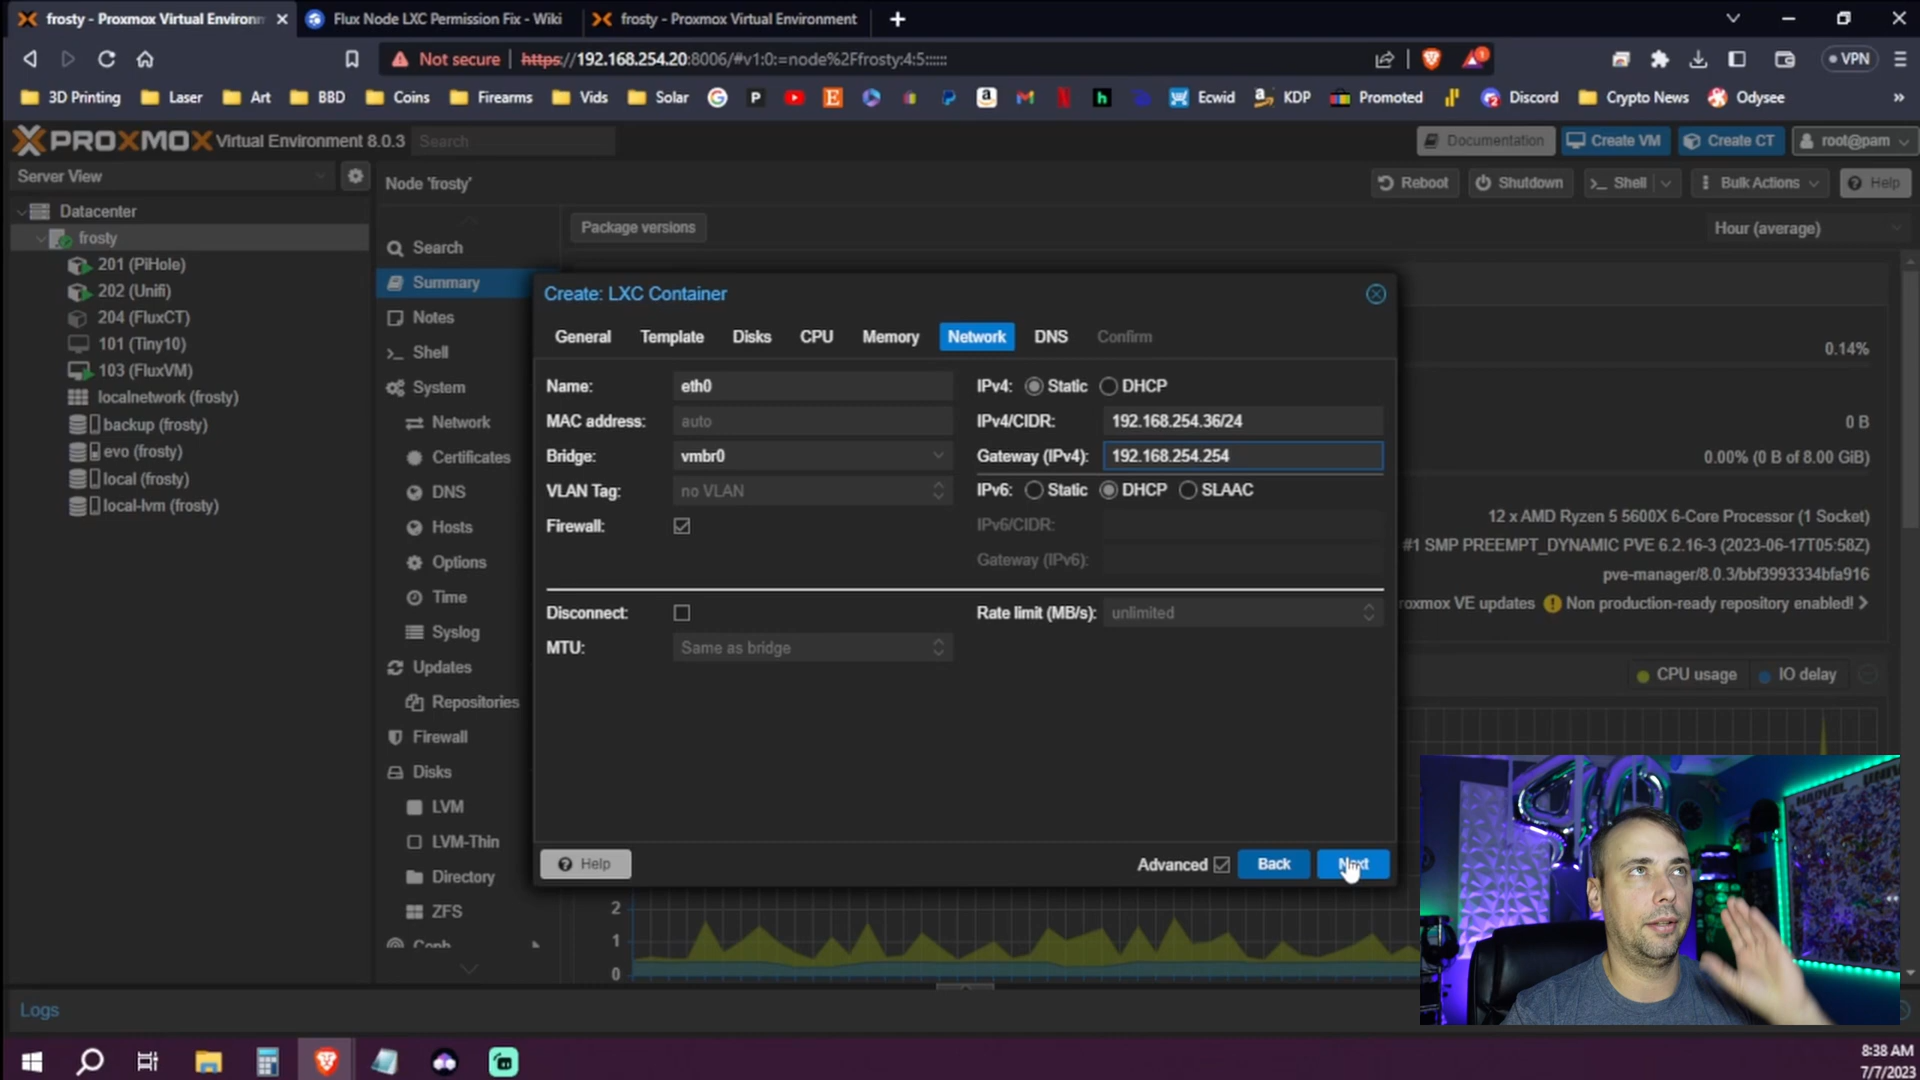 frosty - Proxmox Virtual Environm
Flux Node LXC Permission Fix - Wiki
frosty - Proxmox Virtual Environment
Not secure
https://192.168.254.20:8006/#v1:0:=node%2Ffrosty:4:5::::::
VPN
3D Printing
Laser
Art
BBD
Coins
Firearms
Vids
Solar
Ecwid
KDP
Promoted
Discord
Crypto News
Odysee
PROXMOX Virtual Environment 8.0.3
Search
Documentation
Create VM
Create CT
root@pam
Server View
Node 'frosty'
Reboot
Shutdown
Shell
Bulk Actions
Help
Datacenter
frosty
201 (PiHole)
202 (Unifi)
204 (FluxCT)
101 (Tiny10)
103 (FluxVM)
localnetwork (frosty)
backup (frosty)
evo (frosty)
local (frosty)
local-lvm (frosty)
Search
Summary
Notes
Shell
System
Network
Certificates
DNS
Hosts
Options
Time
Syslog
Updates
Repositories
Firewall
Disks
LVM
LVM-Thin
Directory
ZFS
Ceph
Package versions
Hour (average)
Create: LXC Container
General
Template
Disks
CPU
Memory
Network
DNS
Confirm
Name:
eth0
MAC address:
auto
Bridge:
vmbr0
VLAN Tag:
no VLAN
Firewall:
IPv4:
Static
DHCP
IPv4/CIDR:
192.168.254.36/24
Gateway (IPv4):
192.168.254.254
IPv6:
Static
DHCP
SLAAC
IPv6/CIDR:
Gateway (IPv6):
Disconnect:
MTU:
Same as bridge
Rate limit (MB/s):
unlimited
Help
Advanced
Back
Next
0.14%
0 B
0.00% (0 B of 8.00 GiB)
12 x AMD Ryzen 5 5600X 6-Core Processor (1 Socket)
#1 SMP PREEMPT_DYNAMIC PVE 6.2.16-3 (2023-06-17T05:58Z)
pve-manager/8.0.3/bbf3993334bfa916
roxmox VE updates
Non production-ready repository enabled!
CPU usage
IO delay
2
1
0
Logs
8:38 AM
7/7/2023